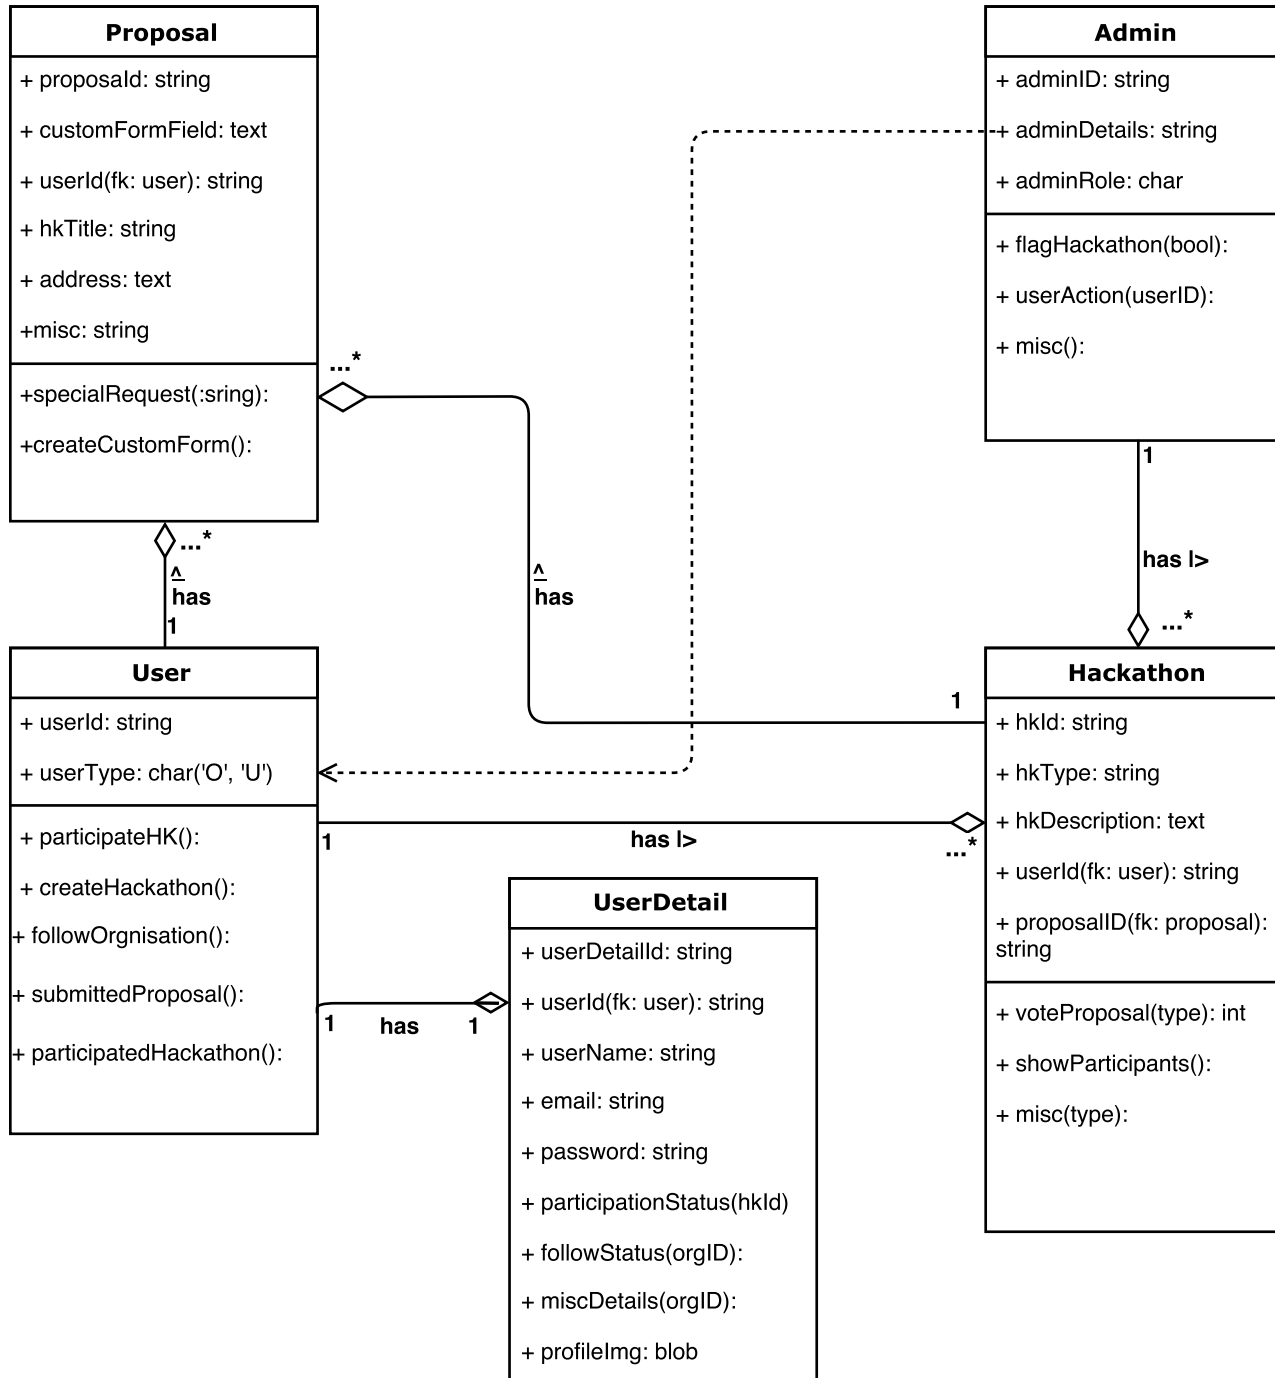 Proposal
+ proposaId: string
+ customFormField: text
+ userId(fk: user): string
+ hkTitle: string
+ address: text
+misc: string
+specialRequest(:sring):
+createCustomForm():
Admin
+ adminID: string
+ adminDetails: string
+ adminRole: char
+ flagHackathon(bool):
+ userAction(userID):
+ misc():
...*
...*
^
has
1
^
has
1
1
has |>
...*
User
+ userId: string
+ userType: char('O', 'U')
+ participateHK():
+ createHackathon():
+ followOrgnisation():
+ submittedProposal():
+ participatedHackathon():
1
has |>
...*
1
has
1
UserDetail
+ userDetailId: string
+ userId(fk: user): string
+ userName: string
+ email: string
+ password: string
+ participationStatus(hkId)
+ followStatus(orgID):
+ miscDetails(orgID):
+ profileImg: blob
Hackathon
+ hkId: string
+ hkType: string
+ hkDescription: text
+ userId(fk: user): string
+ proposalID(fk: proposal):
string
+ voteProposal(type): int
+ showParticipants():
+ misc(type):